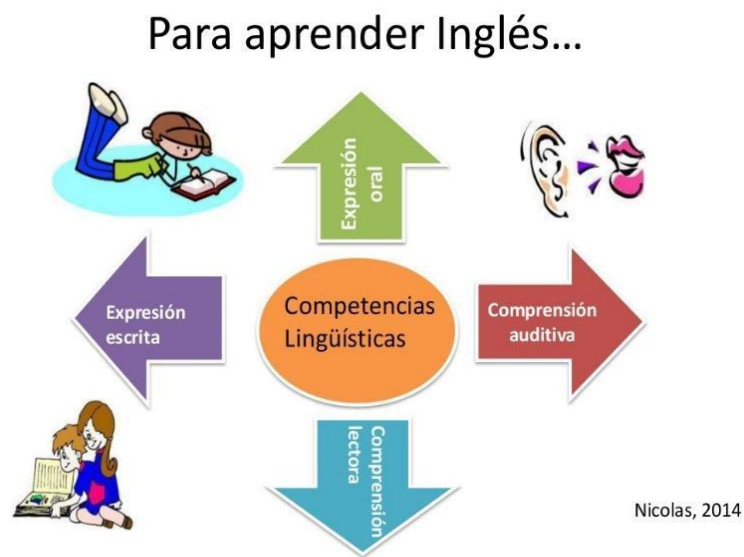 Para aprender Inglés...
Expresión
oral
Expresión
escrita
Competencias
Lingüísticas
Comprensión
auditiva
Comprensión
lectora
Nicolas, 2014